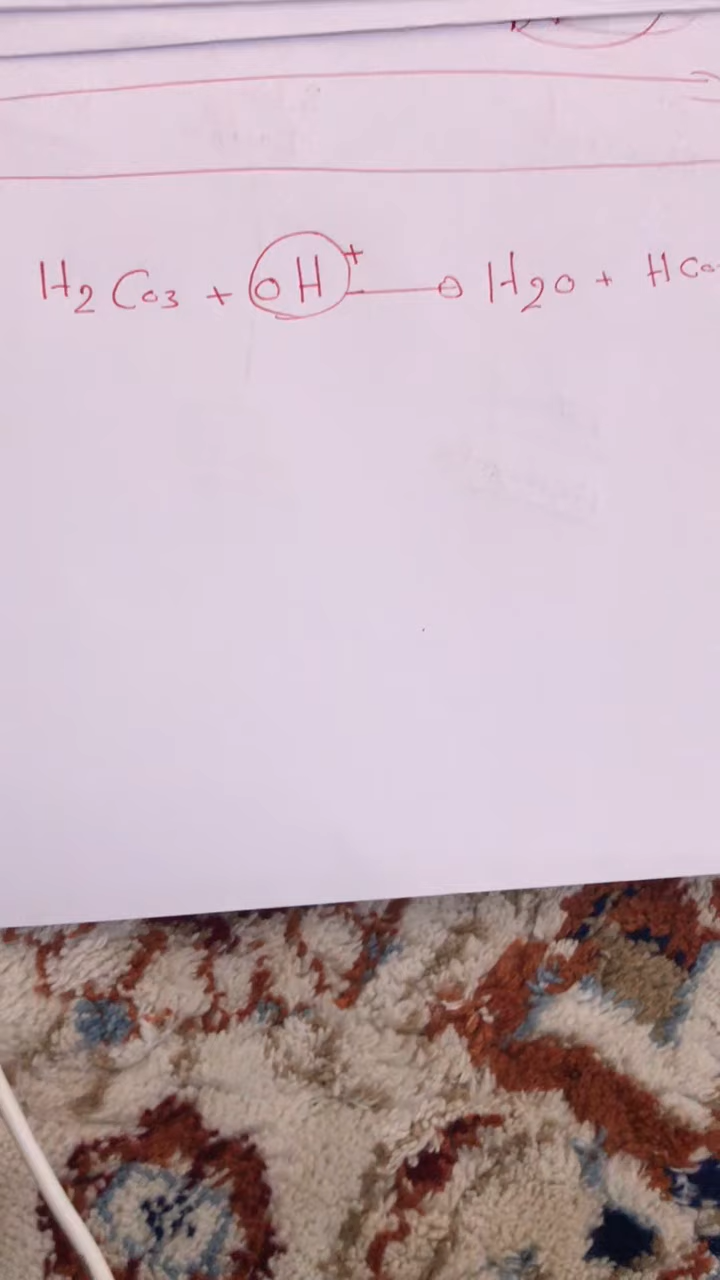 H2Co3 + OH+ → H2O + HCo